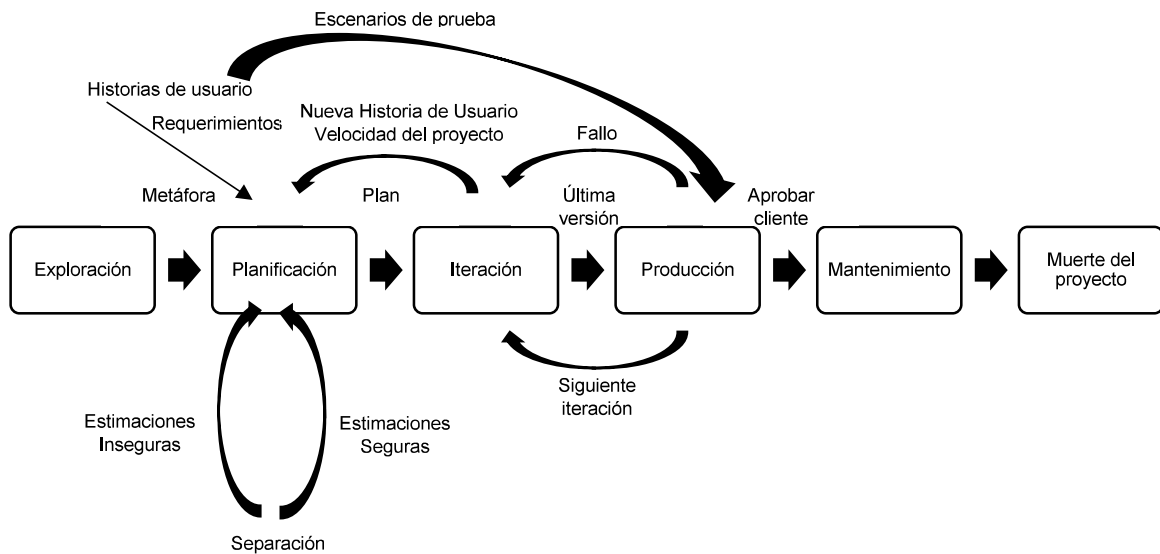 Escenarios de prueba
Historias de usuario
Requerimientos
Nueva Historia de Usuario
Velocidad del proyecto
Fallo
Metáfora
Plan
Última
versión
Aprobar
cliente
Exploración
Planificación
Iteración
Producción
Mantenimiento
Muerte del
proyecto
Siguiente
iteración
Estimaciones
Inseguras
Estimaciones
Seguras
Separación